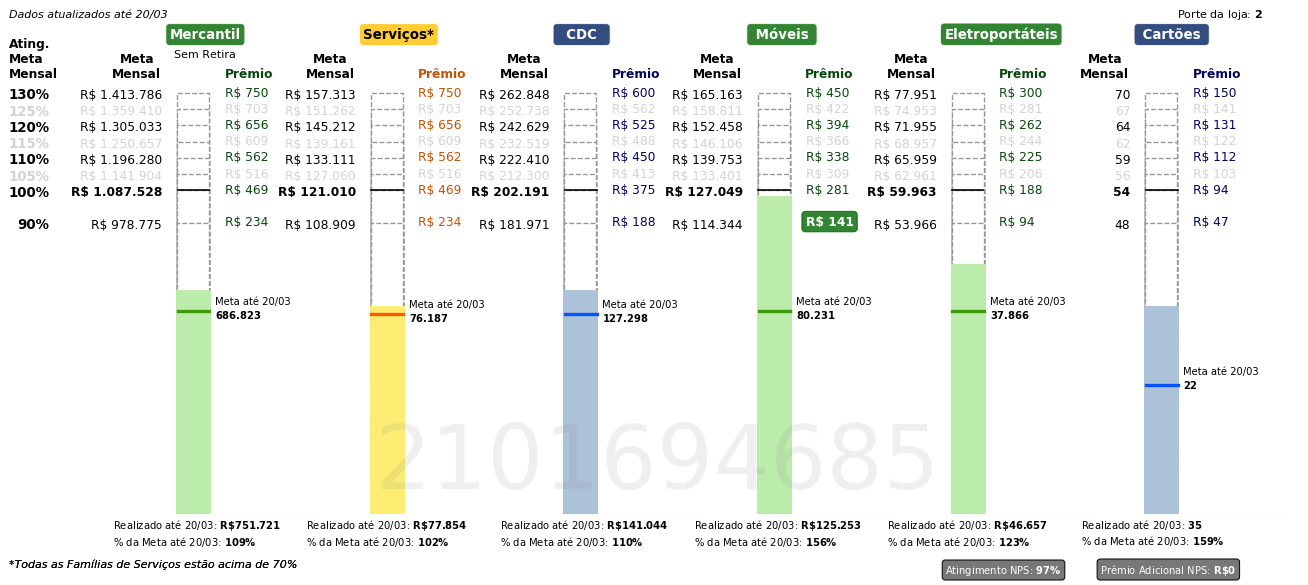 Dados atualizados até 20/03
Porte da loja: 2
Mercantil Serviços* CDC Móveis Eletroportáteis Cartões
Sem Retira
Ating. Meta Mensal
Meta Mensal Prêmio Meta Mensal Prêmio Meta Mensal Prêmio Meta Mensal Prêmio Meta Mensal Prêmio Meta Mensal Prêmio
130% R$ 1.413.786 R$ 750 R$ 157.313 R$ 750 R$ 262.848 R$ 600 R$ 165.163 R$ 450 R$ 77.951 R$ 300 70 R$ 150
125% R$ 1.359.410 R$ 703 R$ 151.262 R$ 703 R$ 252.738 R$ 562 R$ 158.811 R$ 422 R$ 74.953 R$ 281 67 R$ 141
120% R$ 1.305.033 R$ 656 R$ 145.212 R$ 656 R$ 242.629 R$ 525 R$ 152.458 R$ 394 R$ 71.955 R$ 262 64 R$ 131
115% R$ 1.250.657 R$ 609 R$ 139.161 R$ 609 R$ 232.519 R$ 488 R$ 146.106 R$ 366 R$ 68.957 R$ 244 62 R$ 122
110% R$ 1.196.280 R$ 562 R$ 133.111 R$ 562 R$ 222.410 R$ 450 R$ 139.753 R$ 338 R$ 65.959 R$ 225 59 R$ 112
105% R$ 1.141.904 R$ 516 R$ 127.060 R$ 516 R$ 212.300 R$ 413 R$ 133.401 R$ 309 R$ 62.961 R$ 206 56 R$ 103
100% R$ 1.087.528 R$ 469 R$ 121.010 R$ 469 R$ 202.191 R$ 375 R$ 127.049 R$ 281 R$ 59.963 R$ 188 54 R$ 94
90% R$ 978.775 R$ 234 R$ 108.909 R$ 234 R$ 181.971 R$ 188 R$ 114.344 R$ 141 R$ 53.966 R$ 94 48 R$ 47
Meta até 20/03 Meta até 20/03 Meta até 20/03 Meta até 20/03 Meta até 20/03
686.823 76.187 127.298 80.231 37.866
Meta até 20/03
22
2101694685
Realizado até 20/03: R$751.721 Realizado até 20/03: R$77.854 Realizado até 20/03: R$141.044 Realizado até 20/03: R$125.253 Realizado até 20/03: R$46.657 Realizado até 20/03: 35
% da Meta até 20/03: 109% % da Meta até 20/03: 102% % da Meta até 20/03: 110% % da Meta até 20/03: 156% % da Meta até 20/03: 123% % da Meta até 20/03: 159%
*Todas as Famílias de Serviços estão acima de 70%
Atingimento NPS: 97% Prêmio Adicional NPS: R$0